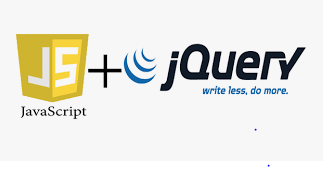 JS
+
jQuery
write less, do more.
JavaScript